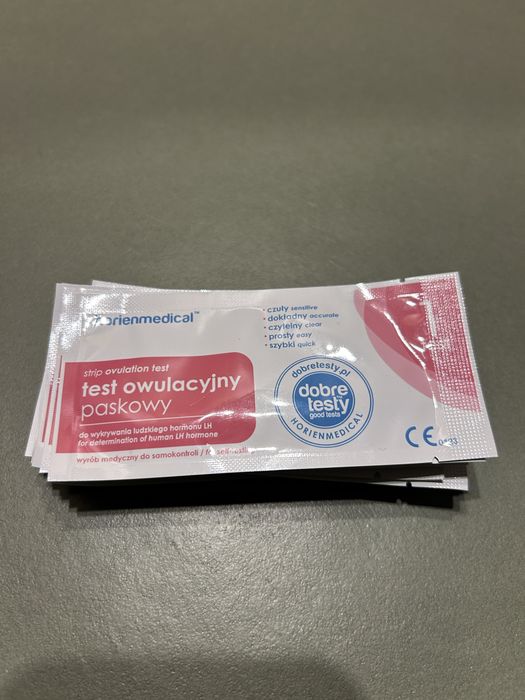 horienmedical™
• czuły sensitive
• dokładny accurate
• czytelny clear
• prosty easy
• szybki quick
strip ovulation test
test owulacyjny
paskowy
do wykrywania ludzkiego hormonu LH
for determination of human LH hormone
wyrób medyczny do samokontroli /
dobretesty.pl
dobre
testy
good tests
HORIENMEDICAL
CE